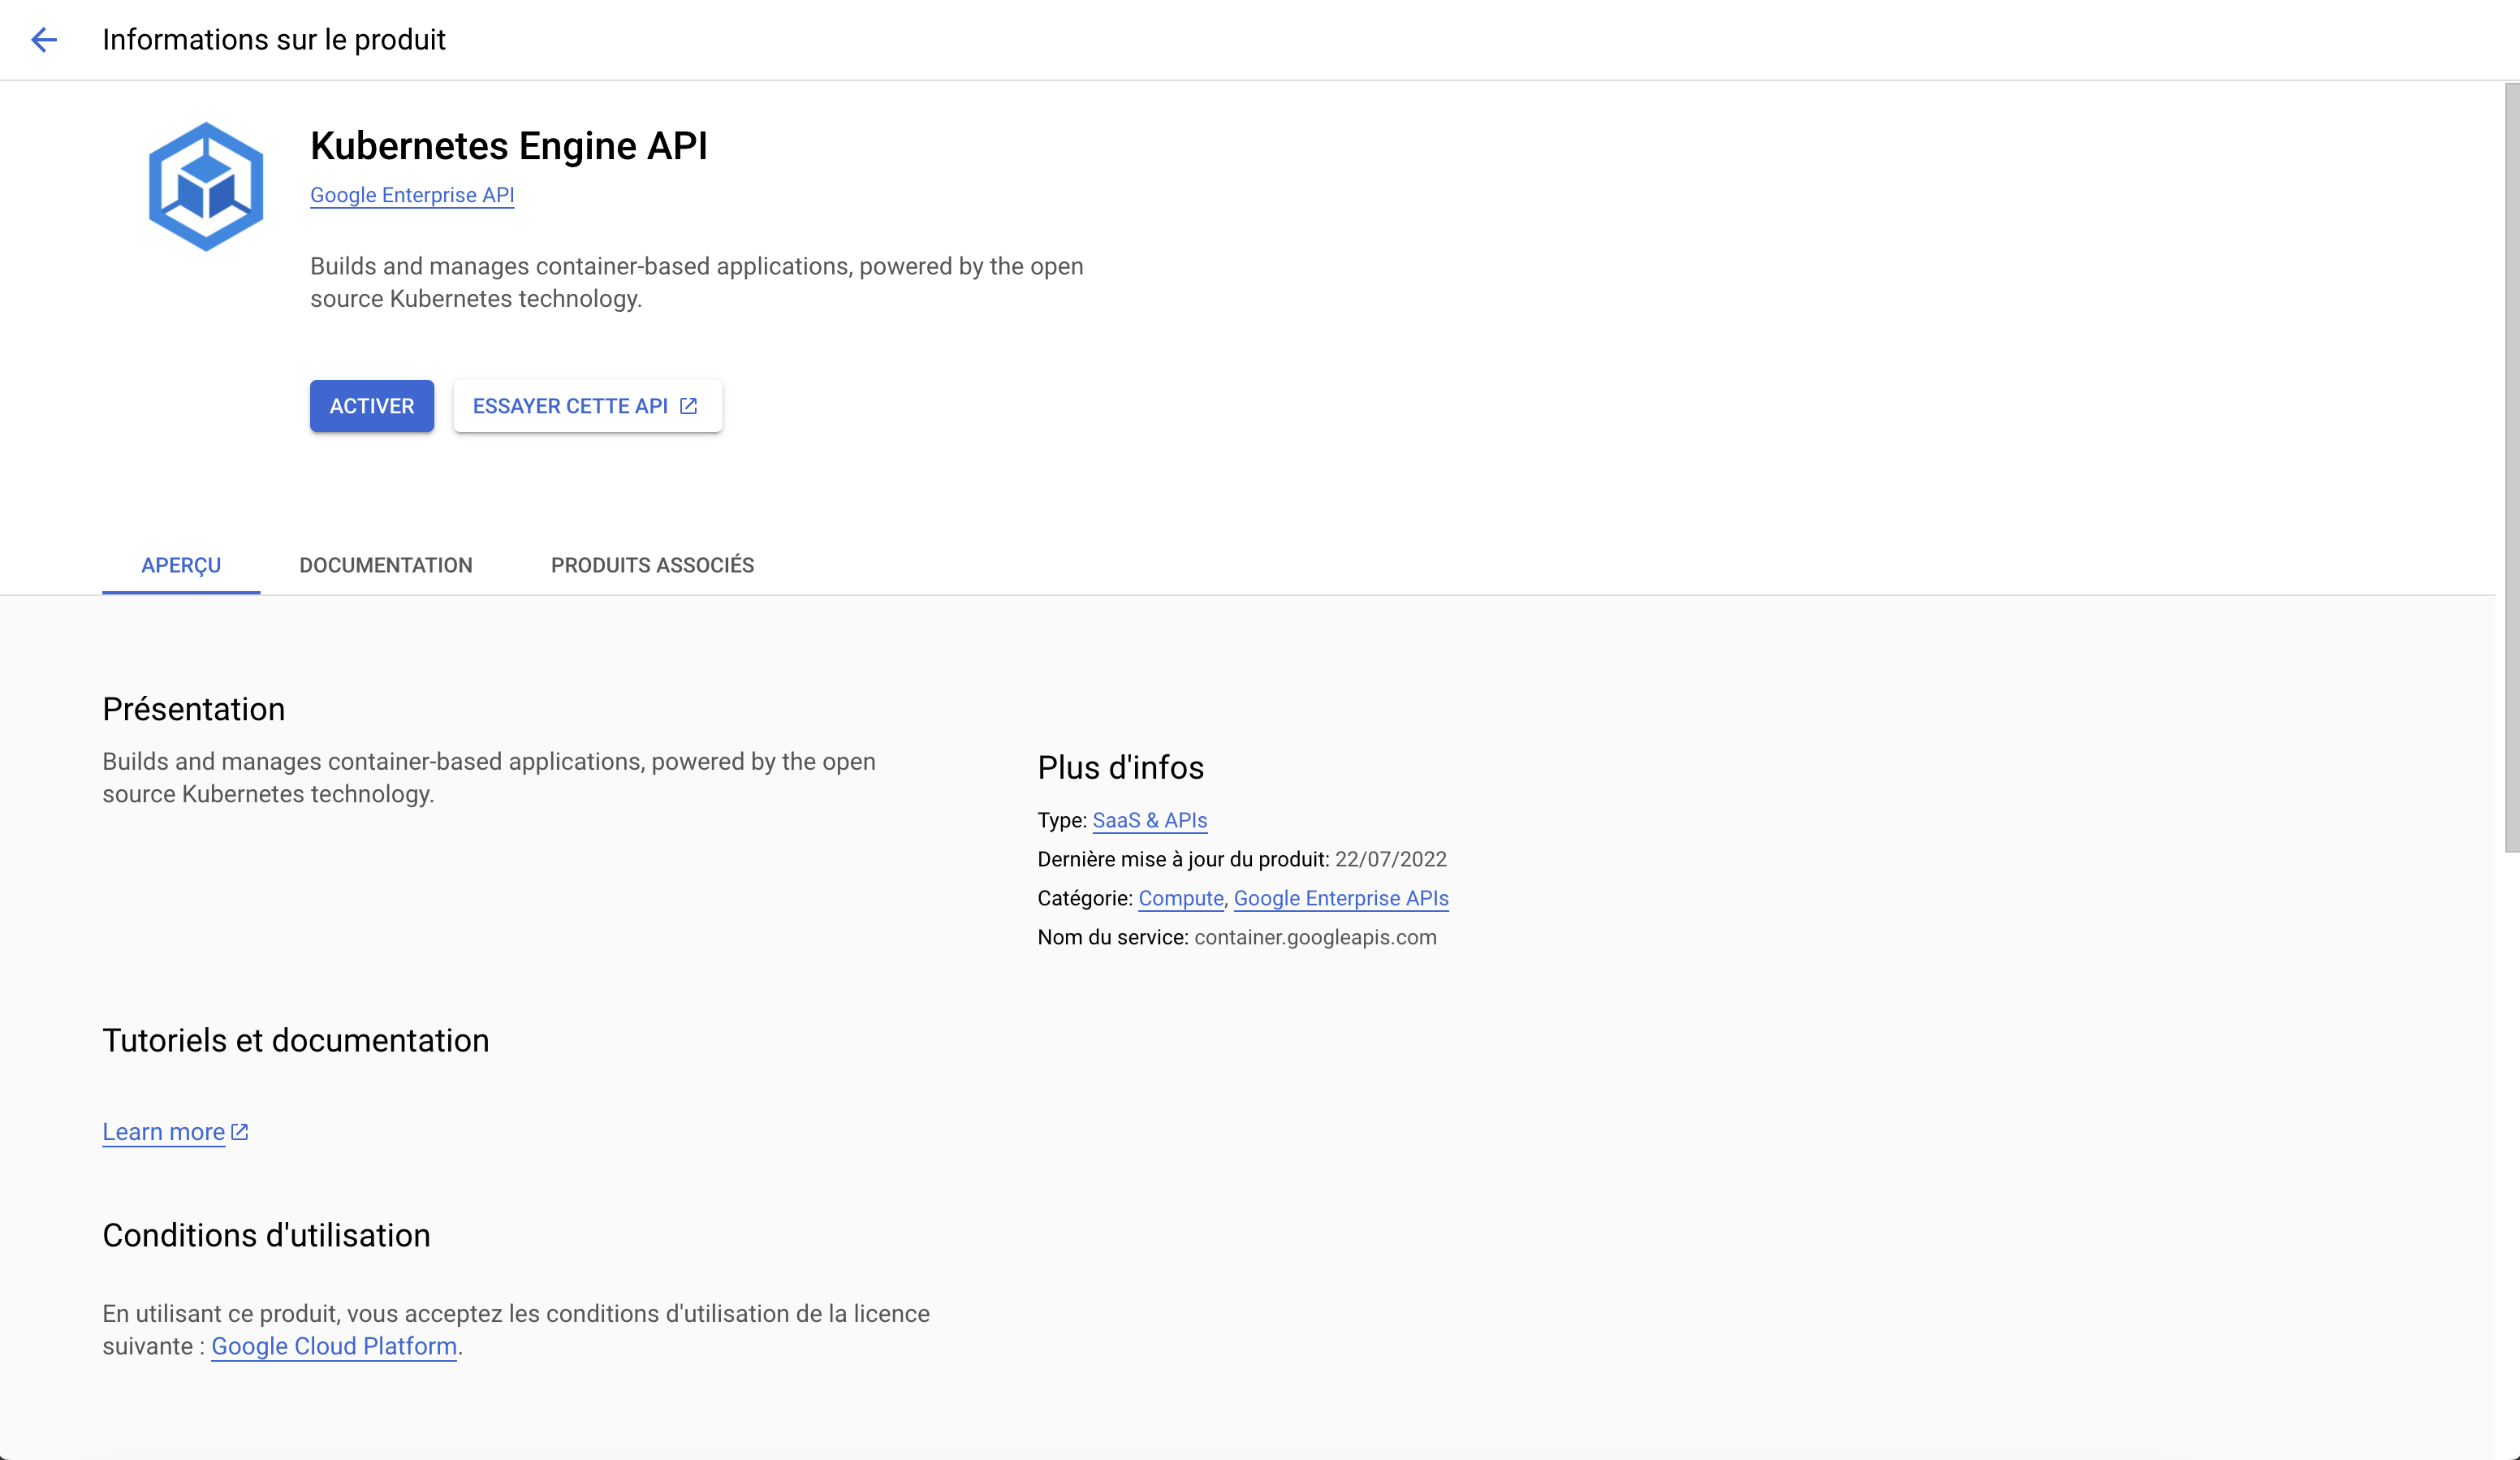 Informations sur le produit
Kubernetes Engine API
Google Enterprise API
Builds and manages container-based applications, powered by the open
source Kubernetes technology.
ACTIVER
ESSAYER CETTE API
APERÇU
DOCUMENTATION
PRODUITS ASSOCIÉS
Présentation
Builds and manages container-based applications, powered by the open
source Kubernetes technology.
Plus d'infos
Type: SaaS & APIs
Dernière mise à jour du produit: 22/07/2022
Catégorie: Compute, Google Enterprise APIs
Nom du service: container.googleapis.com
Tutoriels et documentation
Learn more
Conditions d'utilisation
En utilisant ce produit, vous acceptez les conditions d'utilisation de la licence
suivante : Google Cloud Platform.